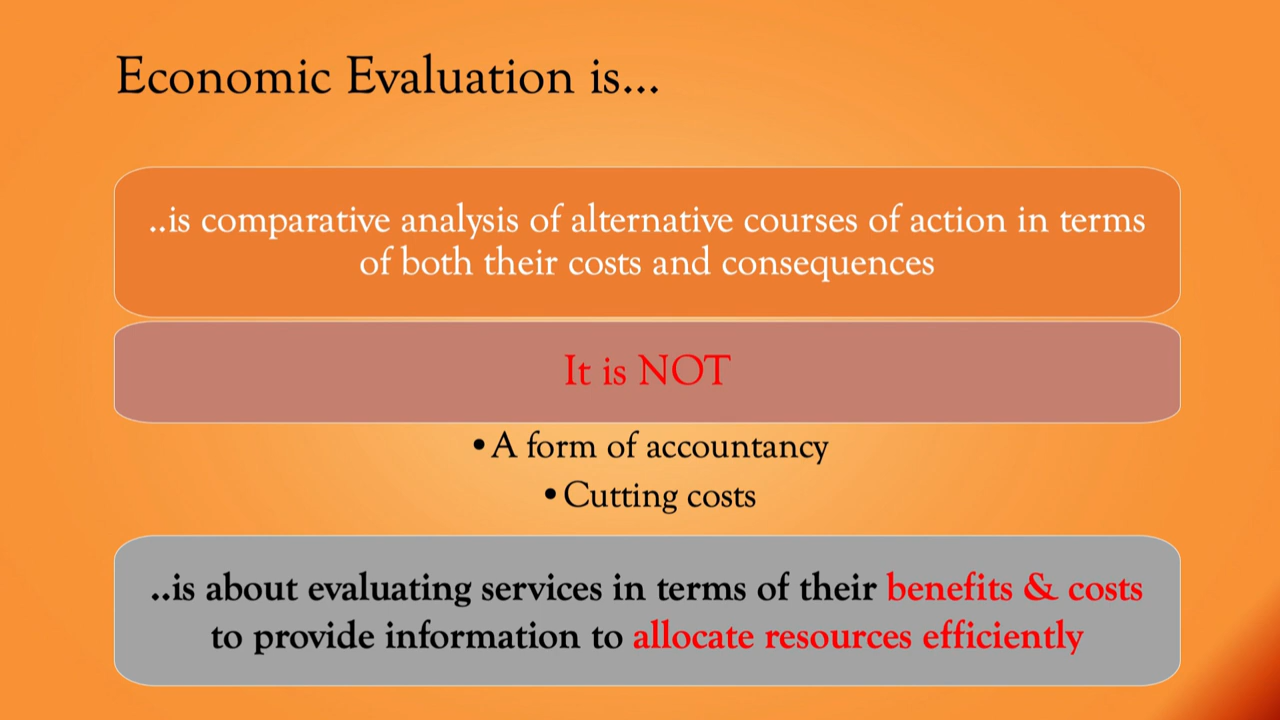 Economic Evaluation is...
..is comparative analysis of alternative courses of action in terms
of both their costs and consequences
It is NOT
•A form of accountancy
•Cutting costs
..is about evaluating services in terms of their benefits & costs
to provide information to allocate resources efficiently